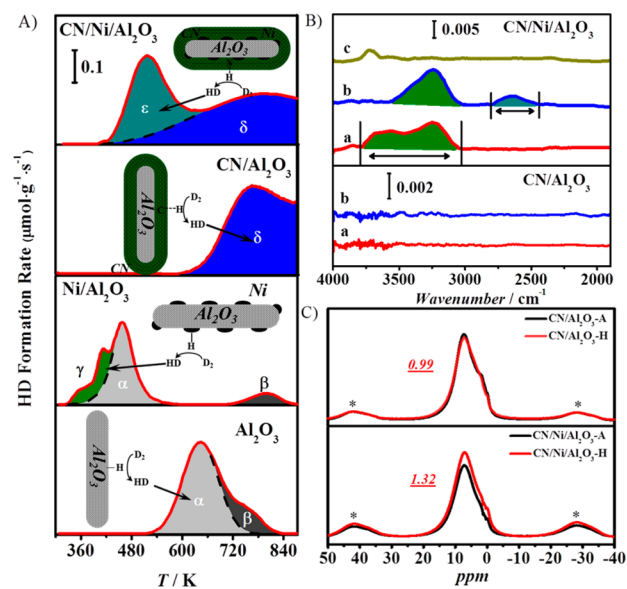 A)
HD Formation Rate (μmol·g⁻¹·s⁻¹)
CN/Ni/Al₂O₃
0.1
CN
Ni
Al₂O₃
H
HD
D₂
ε
δ
CN/Al₂O₃
Al₂O₃
C
H
D₂
HD
CN
δ
Ni/Al₂O₃
Ni
Al₂O₃
H
HD
D₂
γ
α
β
Al₂O₃
Al₂O₃
H
D₂
HD
α
β
360 480 600 720 840
T / K
B)
0.005
CN/Ni/Al₂O₃
c
b
a
0.002
CN/Al₂O₃
b
a
4000 3500 3000 2500 2000
Wavenumber / cm⁻¹
C)
CN/Al₂O₃-A
CN/Al₂O₃-H
0.99
* *
CN/Ni/Al₂O₃-A
CN/Ni/Al₂O₃-H
1.32
* *
50 40 30 20 10 0 -10 -20 -30 -40
ppm